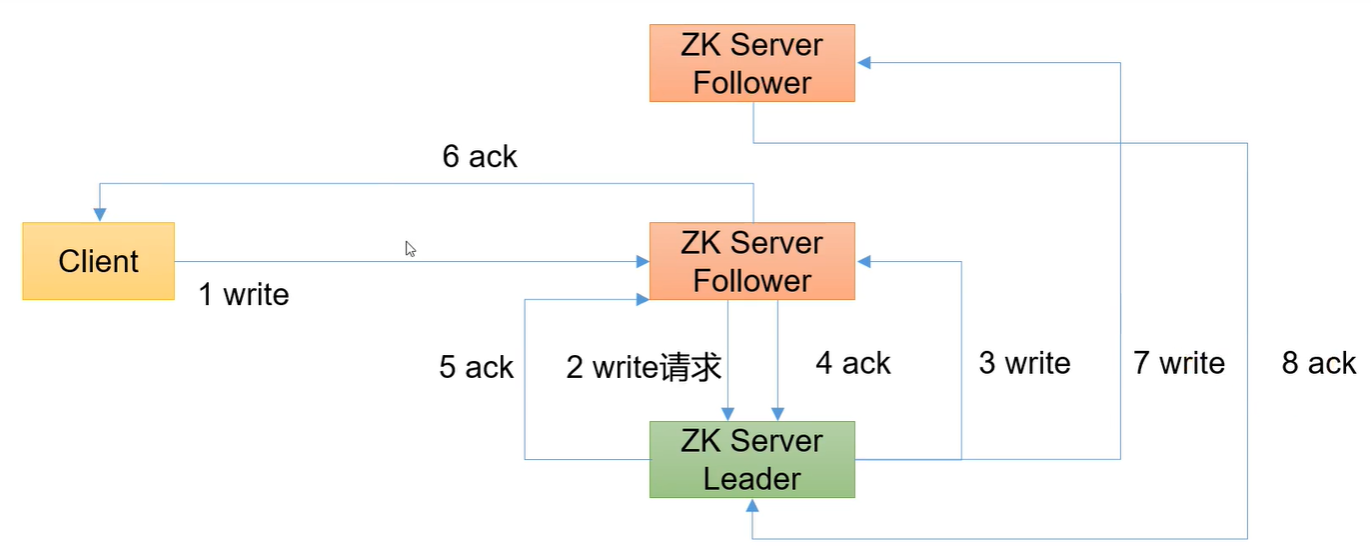 ZK Server
Follower
6 ack
Client
ZK Server
Follower
1 write
5 ack
2 write请求
4 ack
3 write
7 write
8 ack
ZK Server
Leader